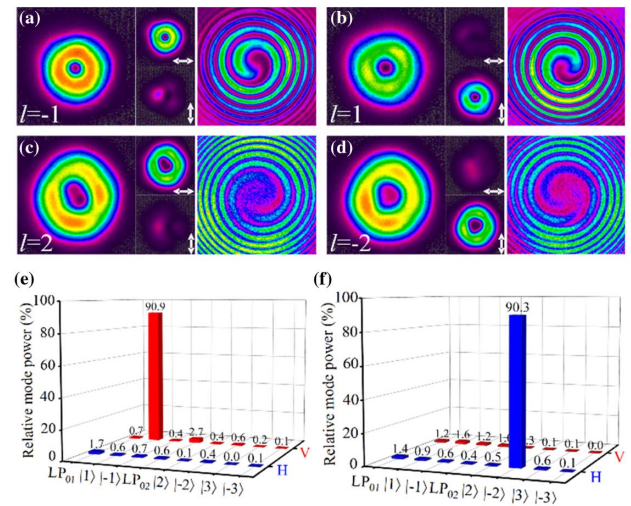 (a)
l=-1
(b)
l=1
(c)
l=2
(d)
l=-2
(e)
Relative mode power (%)
100
80
60
40
20
0
90.9
0.7 0.4 2.7 0.4 0.6 0.2 0.1
1.7 0.6 0.7 0.6 0.1 0.4 0.0 0.1
V
H
LP01 |1⟩ |-1⟩ LP02 |2⟩ |-2⟩ |3⟩ |-3⟩
(f)
Relative mode power (%)
100
80
60
40
20
0
90.3
1.2 1.6 1.2 0.1 0.1 0.0
1.4 0.9 0.6 0.4 0.5 0.6 0.1
V
H
LP01 |1⟩ |-1⟩ LP02 |2⟩ |-2⟩ |3⟩ |-3⟩